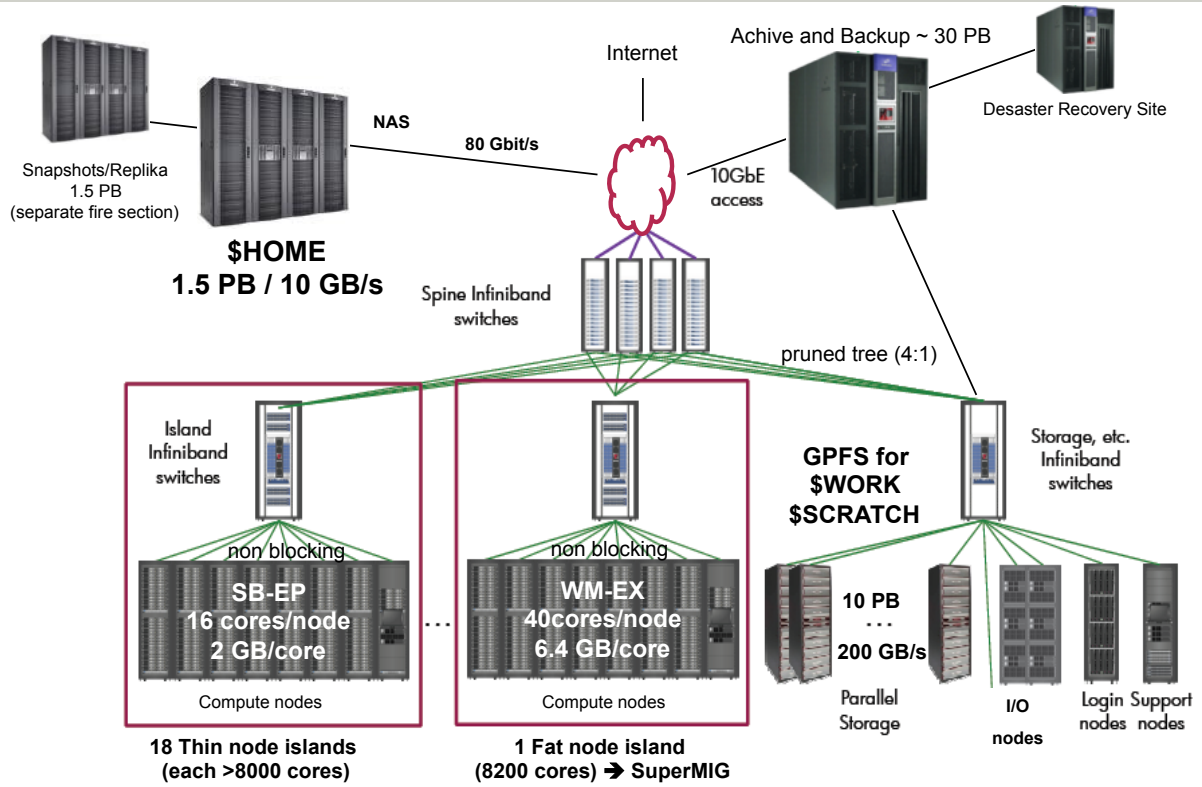 Internet
Achive and Backup ~ 30 PB
Desaster Recovery Site
NAS
80 Gbit/s
10GbE
access
Snapshots/Replika
1.5 PB
(separate fire section)
$HOME
1.5 PB / 10 GB/s
Spine Infiniband
switches
pruned tree (4:1)
Island
Infiniband
switches
GPFS for
$WORK
$SCRATCH
Storage, etc.
Infiniband
switches
non blocking
SB-EP
16 cores/node
2 GB/core
Compute nodes
...
non blocking
WM-EX
40cores/node
6.4 GB/core
Compute nodes
10 PB
...
200 GB/s
Parallel
Storage
I/O
nodes
Login
nodes
Support
nodes
18 Thin node islands
(each >8000 cores)
1 Fat node island
(8200 cores) ➔ SuperMIG